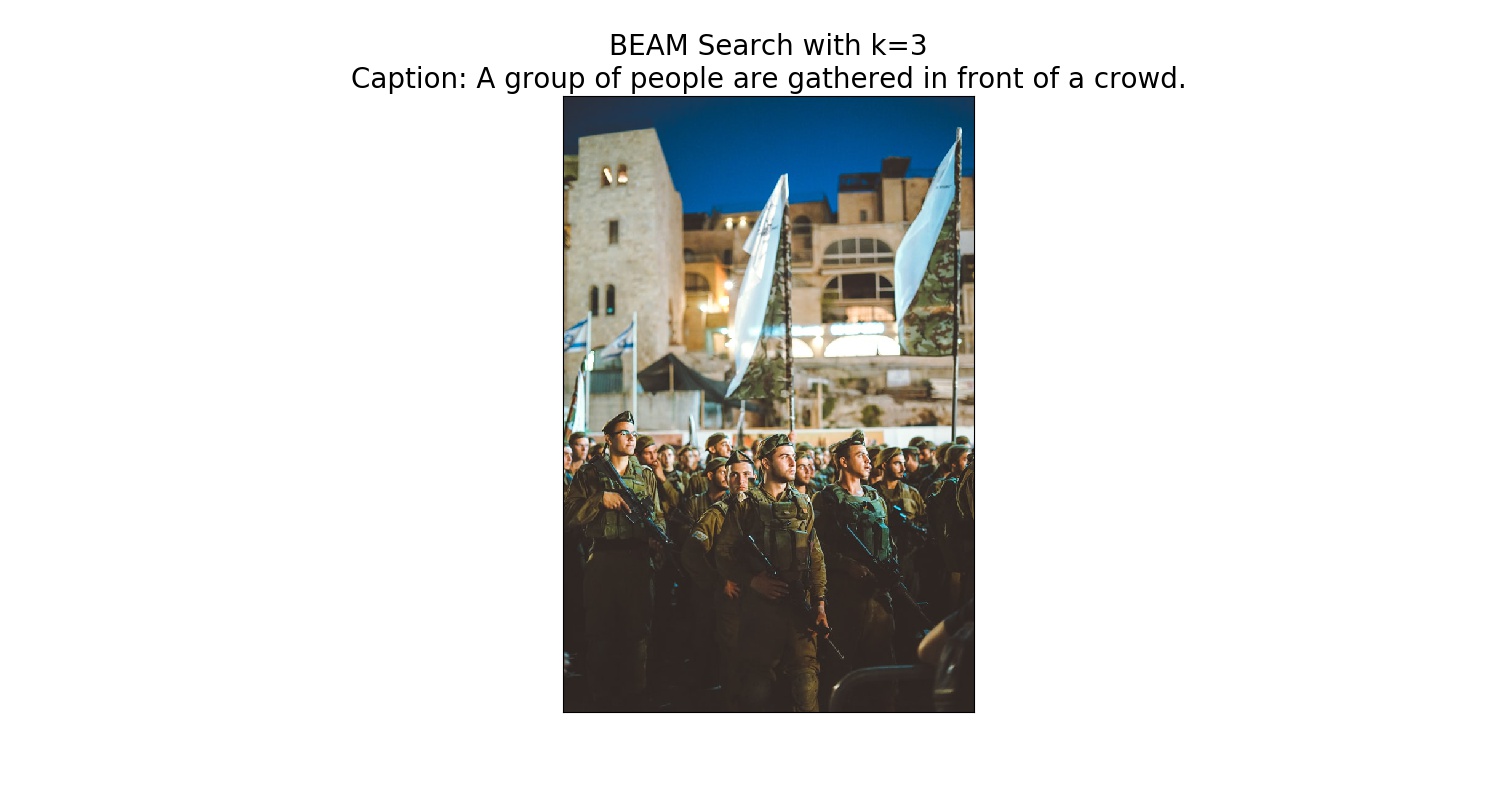 BEAM Search with k=3
Caption: A group of people are gathered in front of a crowd.